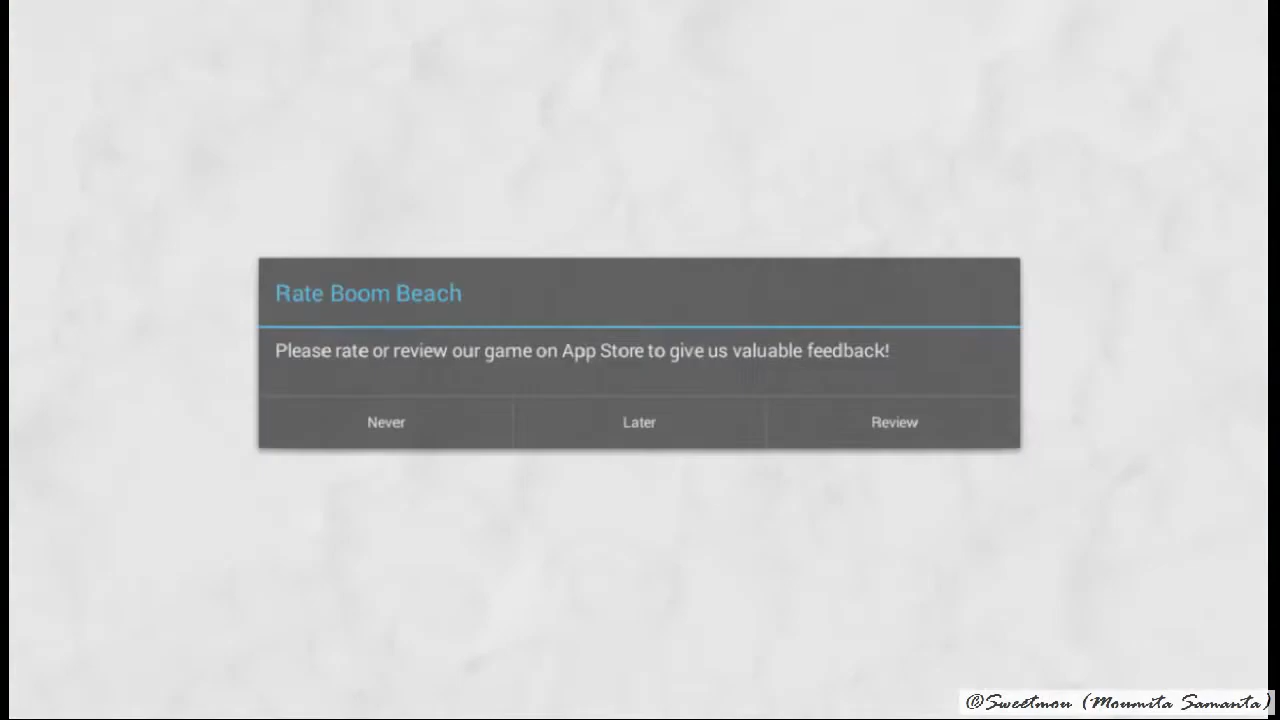 Rate Boom Beach
Please rate or review our game on App Store to give us valuable feedback!
Never
Later
Review
@Sweetmou (Moumita Samanta)